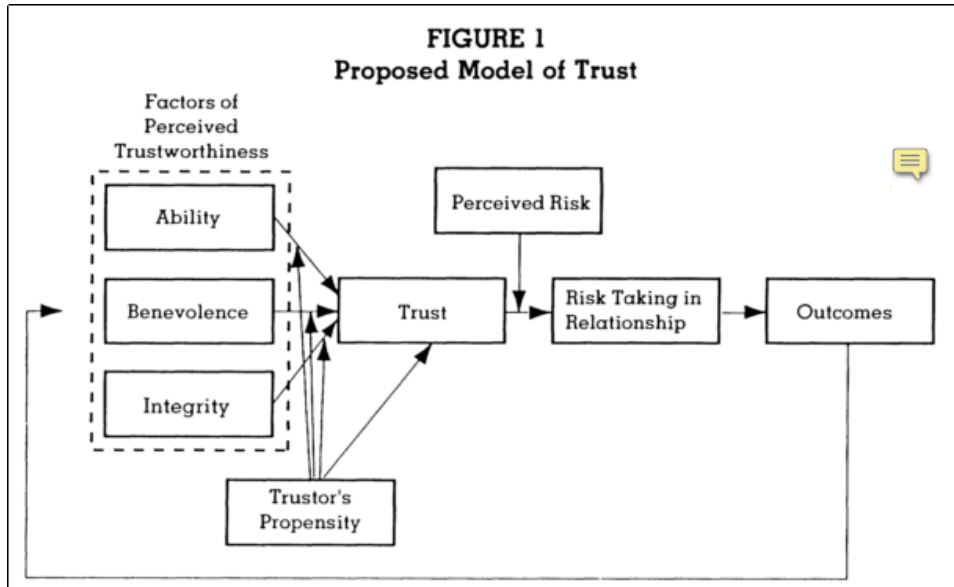 FIGURE 1
Proposed Model of Trust
Factors of
Perceived
Trustworthiness
Ability
Benevolence
Integrity
Trustor's
Propensity
Trust
Perceived Risk
Risk Taking in
Relationship
Outcomes